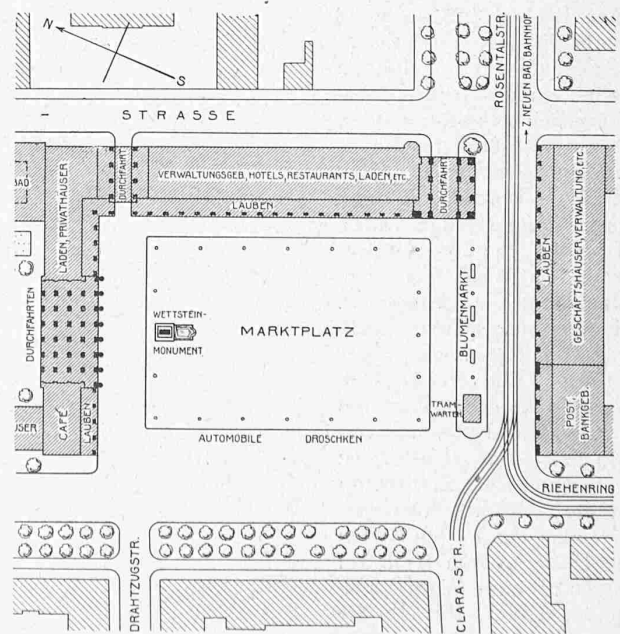 N
S
STRASSE
ROSENTALSTR.
Z. NEUEN BAD. BAHNHOF
BAD
LADEN, PRIVATHÄUSER
DURCHFAHRT
VERWALTUNGSGEB., HOTELS, RESTAURANTS, LADEN, ETC.
LAUBEN
DURCHFAHRT
LAUBEN
GESCHÄFTSHÄUSER, VERWALTUNG, ETC.
DURCHFAHRTEN
WETTSTEIN-
MONUMENT
MARKTPLATZ
BLUMENMARKT
TRAM-
WARTEH.
POST,
BANKGEB.
USER
CAFÉ
LAUBEN
AUTOMOBILE DROSCHKEN
RIEHENRING
DRAHTZUGSTR.
CLARA-STR.